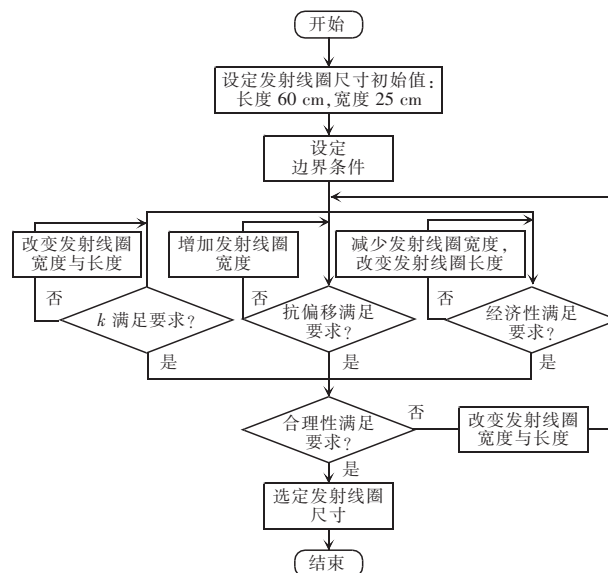 开始
设定发射线圈尺寸初始值：
长度 60 cm，宽度 25 cm
设定
边界条件
改变发射线圈
宽度与长度
增加发射线圈
宽度
减少发射线圈宽度，
改变发射线圈长度
否
k 满足要求？
否
抗偏移满足
要求？
否
经济性满足
要求？
是
是
是
合理性满足
要求？
否
改变发射线圈
宽度与长度
是
选定发射线圈
尺寸
结束